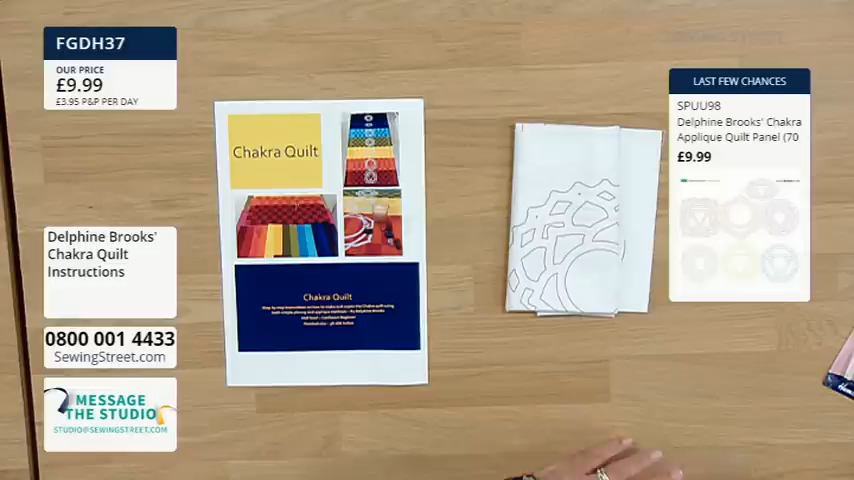 FGDH37
OUR PRICE
£9.99
£3.95 P&P PER DAY
Delphine Brooks'
Chakra Quilt
Instructions
0800 001 4433
SewingStreet.com
MESSAGE
THE STUDIO
STUDIO@SEWINGSTREET.COM
Chakra Quilt
Chakra Quilt
SEWING STREET
LAST FEW CHANCES
SPUU98
Delphine Brooks' Chakra
Applique Quilt Panel (70
£9.99